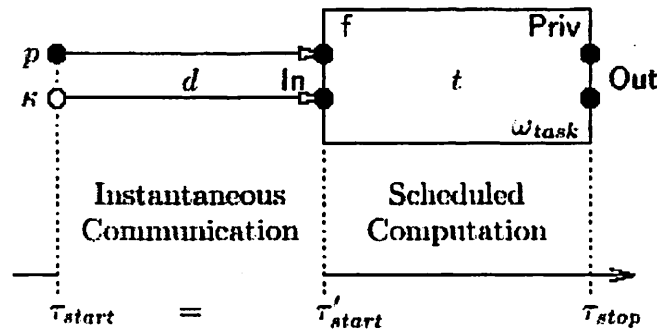 f Priv
p
d In t Out
κ
ω_task
Instantaneous Scheduled
Communication Computation
τ_start = τ'_start τ_stop